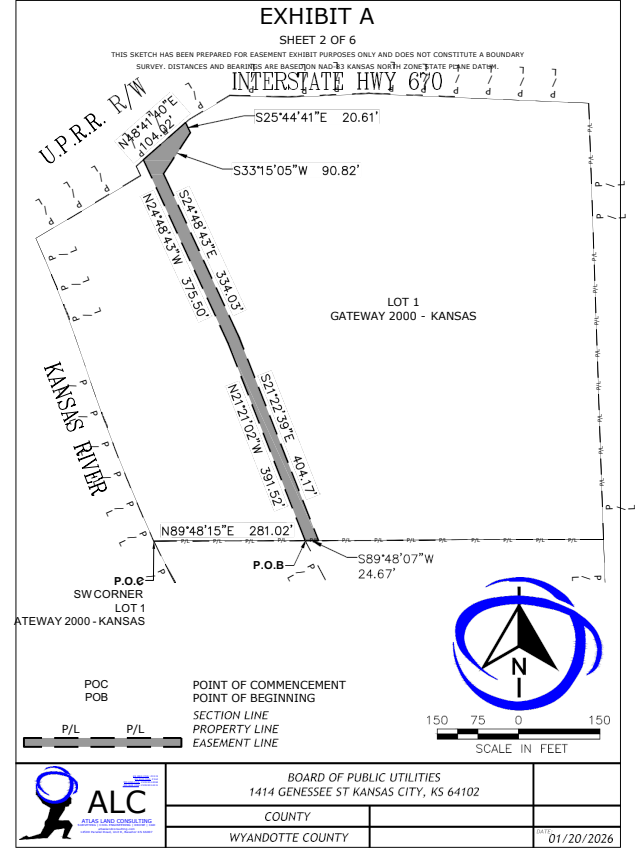 EXHIBIT A
SHEET 2 OF 6
THIS SKETCH HAS BEEN PREPARED FOR EASEMENT EXHIBIT PURPOSES ONLY AND DOES NOT CONSTITUTE A BOUNDARY
SURVEY. DISTANCES AND BEARINGS ARE BASED ON NAD 83 KANSAS NORTH ZONE STATE PLANE DATUM.
INTERSTATE HWY 670
U.P.R.R. R/W
N48°41'40"E
104.02'
S25°44'41"E 20.61'
S33°15'05"W 90.82'
N24°48'43"W 375.50'
S24°48'43"E 334.03'
LOT 1
GATEWAY 2000 - KANSAS
KANSAS RIVER
N21°21'02"W 391.52'
S21°22'39"E 404.17'
N89°48'15"E 281.02'
P.O.C
SW CORNER
LOT 1
ATEWAY 2000 - KANSAS
P.O.B
S89°48'07"W
24.67'
N
POC POINT OF COMMENCEMENT
POB POINT OF BEGINNING
SECTION LINE
P/L P/L PROPERTY LINE
EASEMENT LINE
150 75 0 150
SCALE IN FEET
ALC
ATLAS LAND CONSULTING
BOARD OF PUBLIC UTILITIES
1414 GENESSEE ST KANSAS CITY, KS 64102
COUNTY
WYANDOTTE COUNTY
DATE
01/20/2026